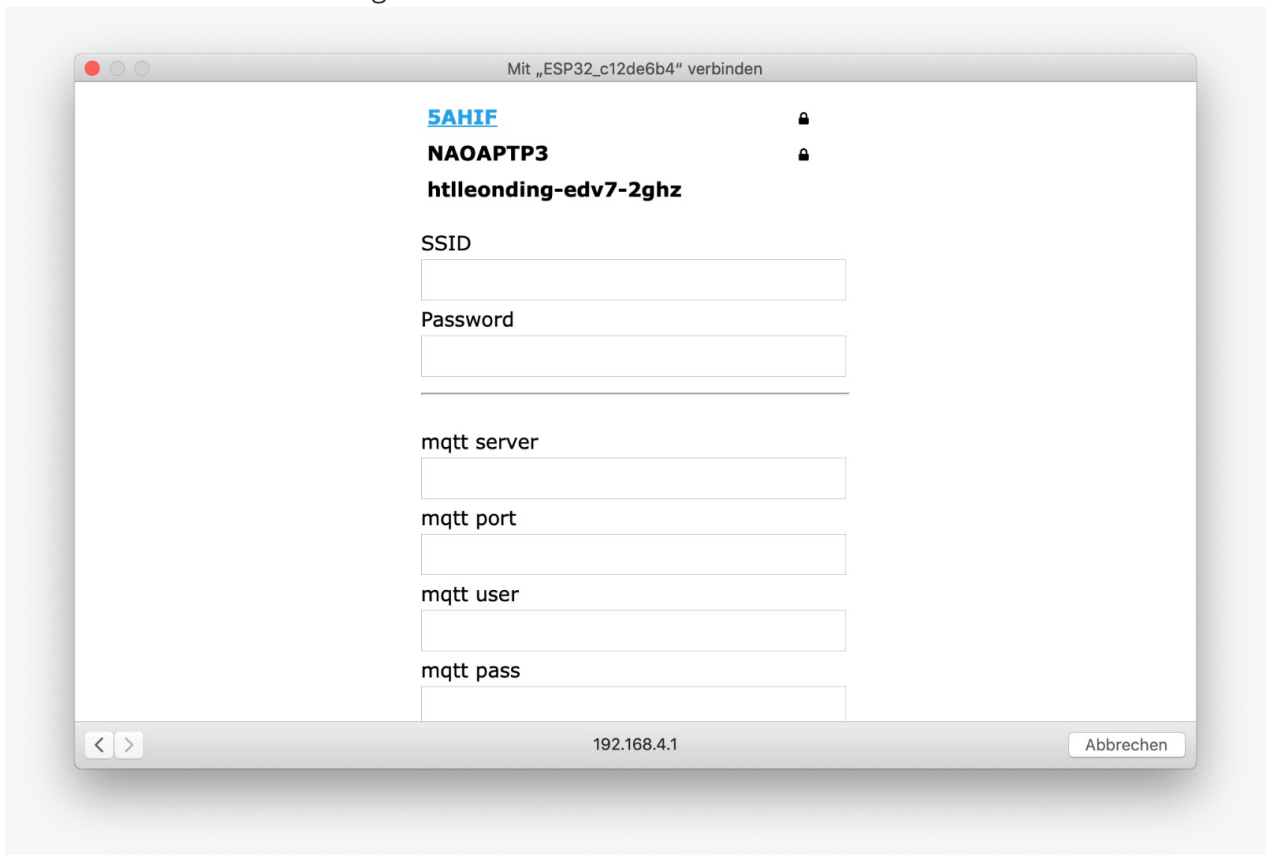 Mit „ESP32_c12de6b4“ verbinden
5AHIF
NAOAPTP3
htlleonding-edv7-2ghz
SSID
Password
mqtt server
mqtt port
mqtt user
mqtt pass
192.168.4.1
Abbrechen